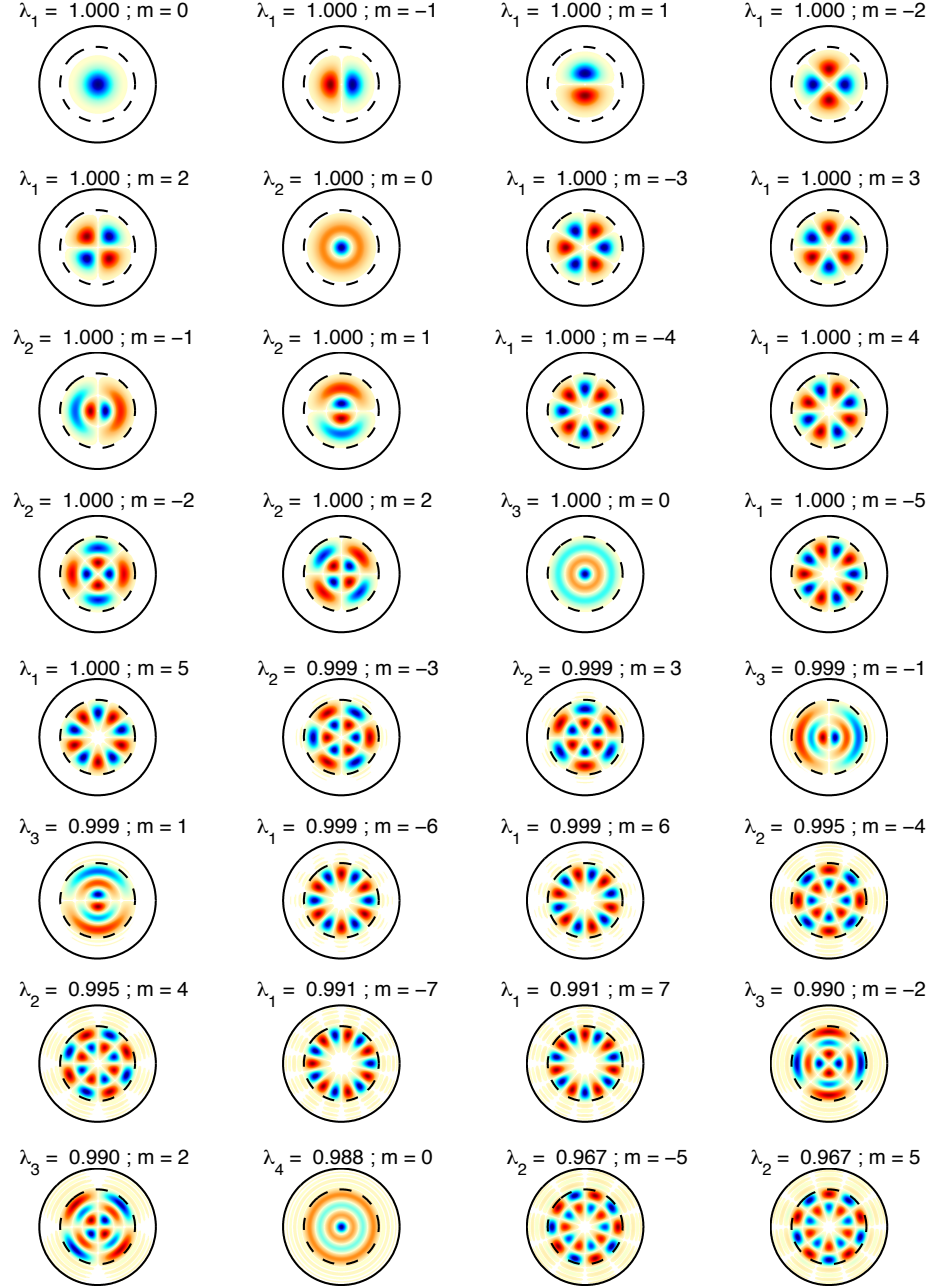 λ1 = 1.000 ; m = 0
λ1 = 1.000 ; m = −1
λ1 = 1.000 ; m = 1
λ1 = 1.000 ; m = −2
λ1 = 1.000 ; m = 2
λ2 = 1.000 ; m = 0
λ1 = 1.000 ; m = −3
λ1 = 1.000 ; m = 3
λ2 = 1.000 ; m = −1
λ2 = 1.000 ; m = 1
λ1 = 1.000 ; m = −4
λ1 = 1.000 ; m = 4
λ2 = 1.000 ; m = −2
λ2 = 1.000 ; m = 2
λ3 = 1.000 ; m = 0
λ1 = 1.000 ; m = −5
λ1 = 1.000 ; m = 5
λ2 = 0.999 ; m = −3
λ2 = 0.999 ; m = 3
λ3 = 0.999 ; m = −1
λ3 = 0.999 ; m = 1
λ1 = 0.999 ; m = −6
λ1 = 0.999 ; m = 6
λ2 = 0.995 ; m = −4
λ2 = 0.995 ; m = 4
λ1 = 0.991 ; m = −7
λ1 = 0.991 ; m = 7
λ3 = 0.990 ; m = −2
λ3 = 0.990 ; m = 2
λ4 = 0.988 ; m = 0
λ2 = 0.967 ; m = −5
λ2 = 0.967 ; m = 5